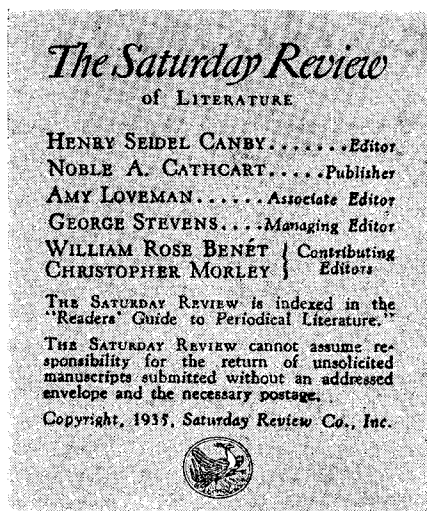 The Saturday Review
of LITERATURE
HENRY SEIDEL CANBY.......Editor
NOBLE A. CATHCART.....Publisher
AMY LOVEMAN......Associate Editor
GEORGE STEVENS....Managing Editor
WILLIAM ROSE BENÉT } Contributing
CHRISTOPHER MORLEY } Editors
THE SATURDAY REVIEW is indexed in the
"Readers' Guide to Periodical Literature."
THE SATURDAY REVIEW cannot assume re-
sponsibility for the return of unsolicited
manuscripts submitted without an addressed
envelope and the necessary postage.
Copyright, 1935, Saturday Review Co., Inc.